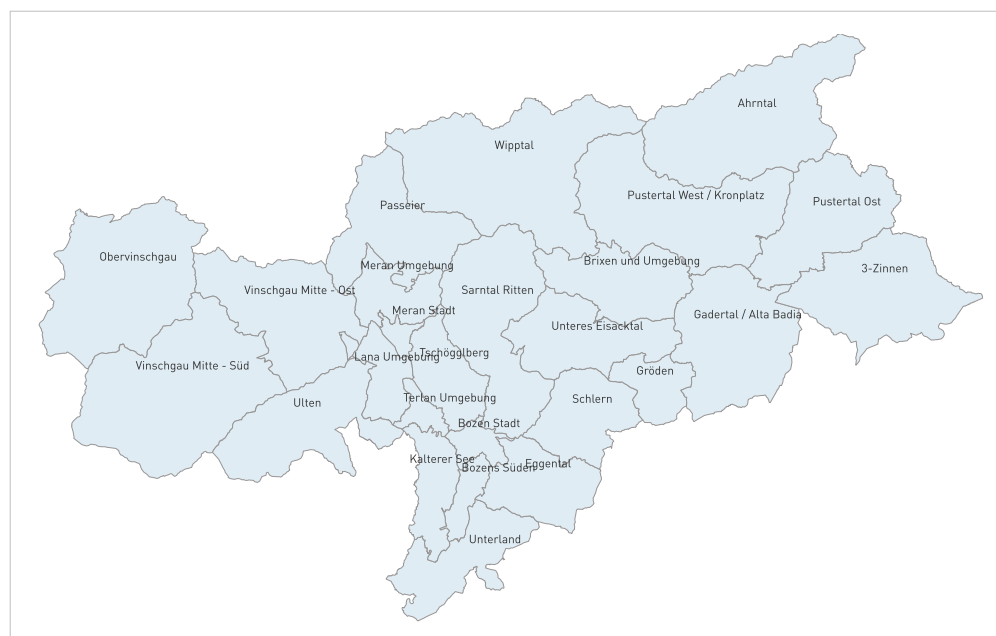 Ahrntal
Wipptal
Pustertal West / Kronplatz
Pustertal Ost
Passeier
Obervinschgau
Brixen und Umgebung
Meran Umgebung
3-Zinnen
Vinschgau Mitte - Ost
Sarntal Ritten
Meran Stadt
Gadertal / Alta Badia
Unteres Eisacktal
Tschögglberg
Lana Umgebung
Vinschgau Mitte - Süd
Gröden
Terlan Umgebung
Schlern
Ulten
Bozen Stadt
Kalterer See
Eggental
Bozens Süden
Unterland